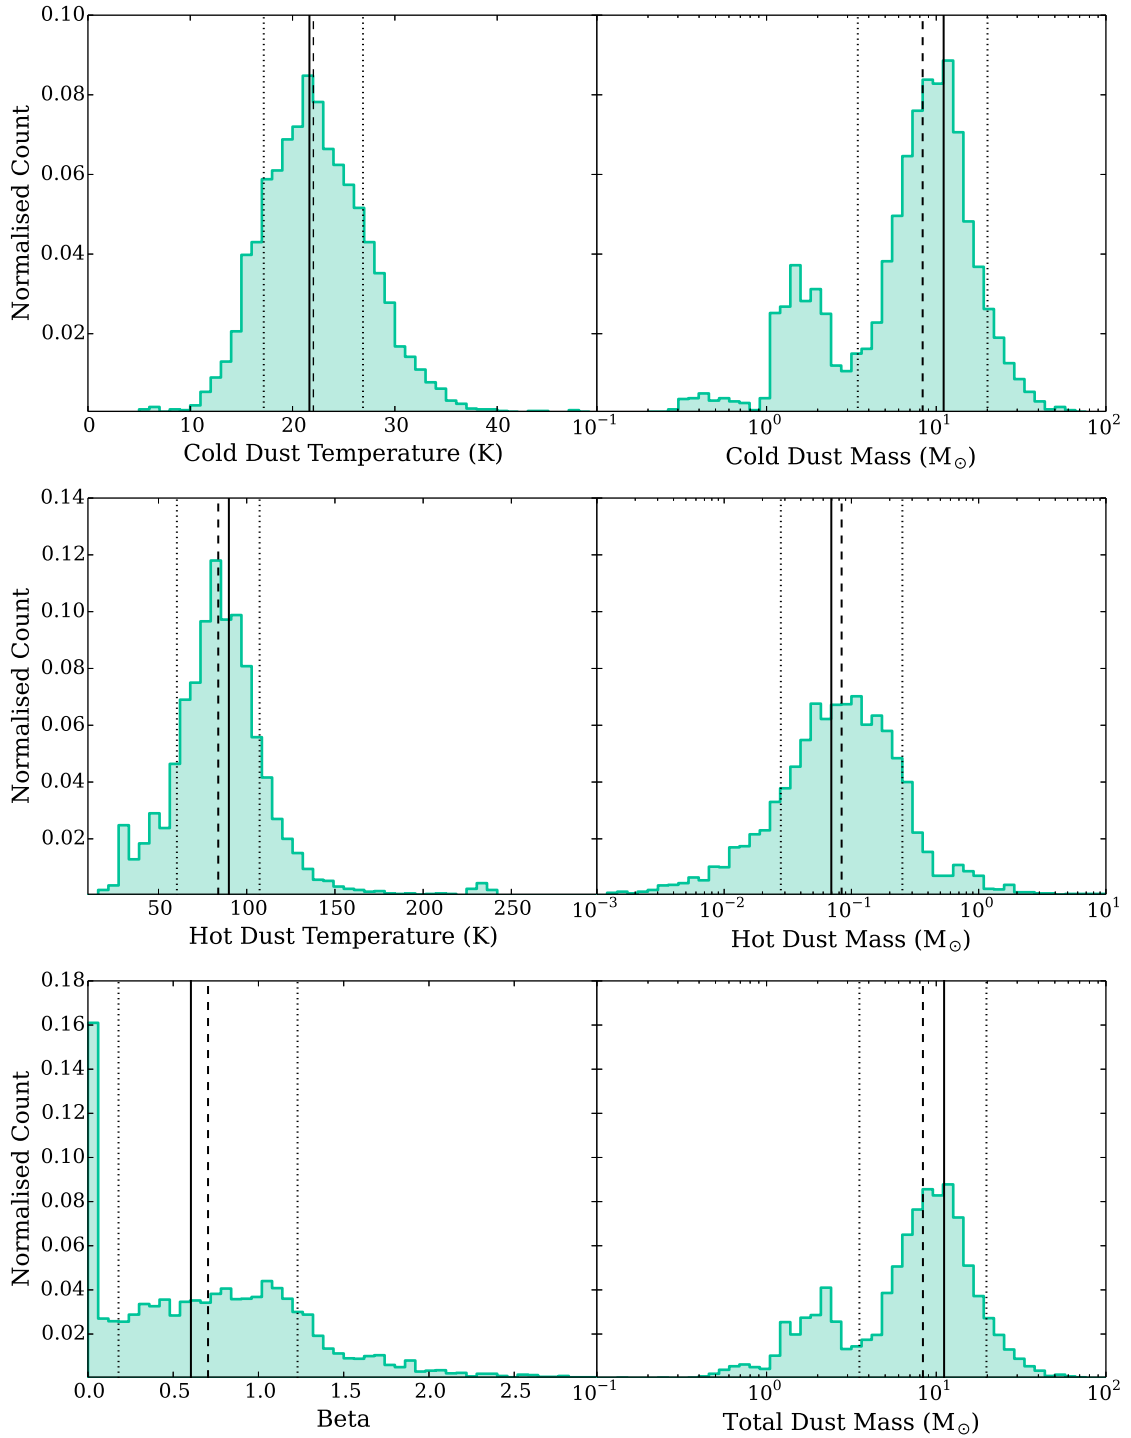 0.10
0.08
0.06
0.04
0.02
Normalised Count
0 10 20 30 40
Cold Dust Temperature (K)
10⁻¹ 10⁰ 10¹ 10²
Cold Dust Mass (M⊙)
0.14
0.12
0.10
0.08
0.06
0.04
0.02
Normalised Count
50 100 150 200 250
Hot Dust Temperature (K)
10⁻³ 10⁻² 10⁻¹ 10⁰ 10¹
Hot Dust Mass (M⊙)
0.18
0.16
0.14
0.12
0.10
0.08
0.06
0.04
0.02
Normalised Count
0.0 0.5 1.0 1.5 2.0 2.5
Beta
10⁻¹ 10⁰ 10¹ 10²
Total Dust Mass (M⊙)